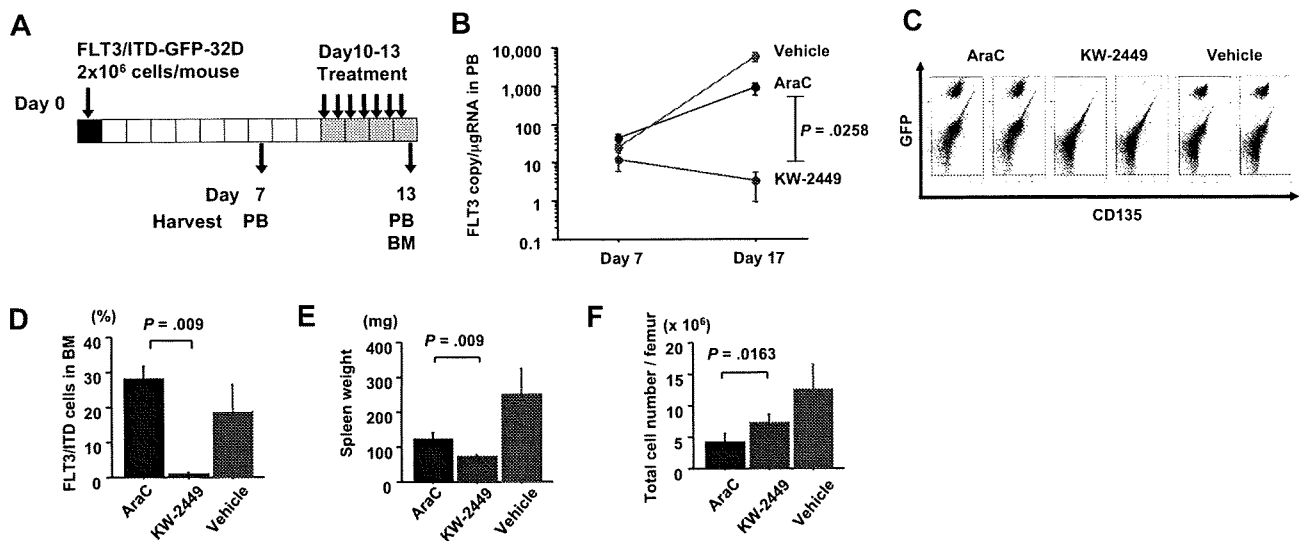 A
FLT3/ITD-GFP-32D
2x10⁶ cells/mouse
Day10-13
Treatment
Day 0
Day 7 13
Harvest PB PB
BM
B
FLT3 copy/µgRNA in PB
10,000
1,000
100
10
1
0.1
Day 7
Day 17
Vehicle
AraC
P = .0258
KW-2449
C
AraC
KW-2449
Vehicle
GFP
CD135
D
(%)
P = .009
FLT3/ITD cells in BM
40
30
20
10
0
AraC
KW-2449
Vehicle
E
(mg)
P = .009
Spleen weight
400
300
200
100
0
AraC
KW-2449
Vehicle
F
(x 10⁶)
P = .0163
Total cell number / femur
20
15
10
5
0
AraC
KW-2449
Vehicle